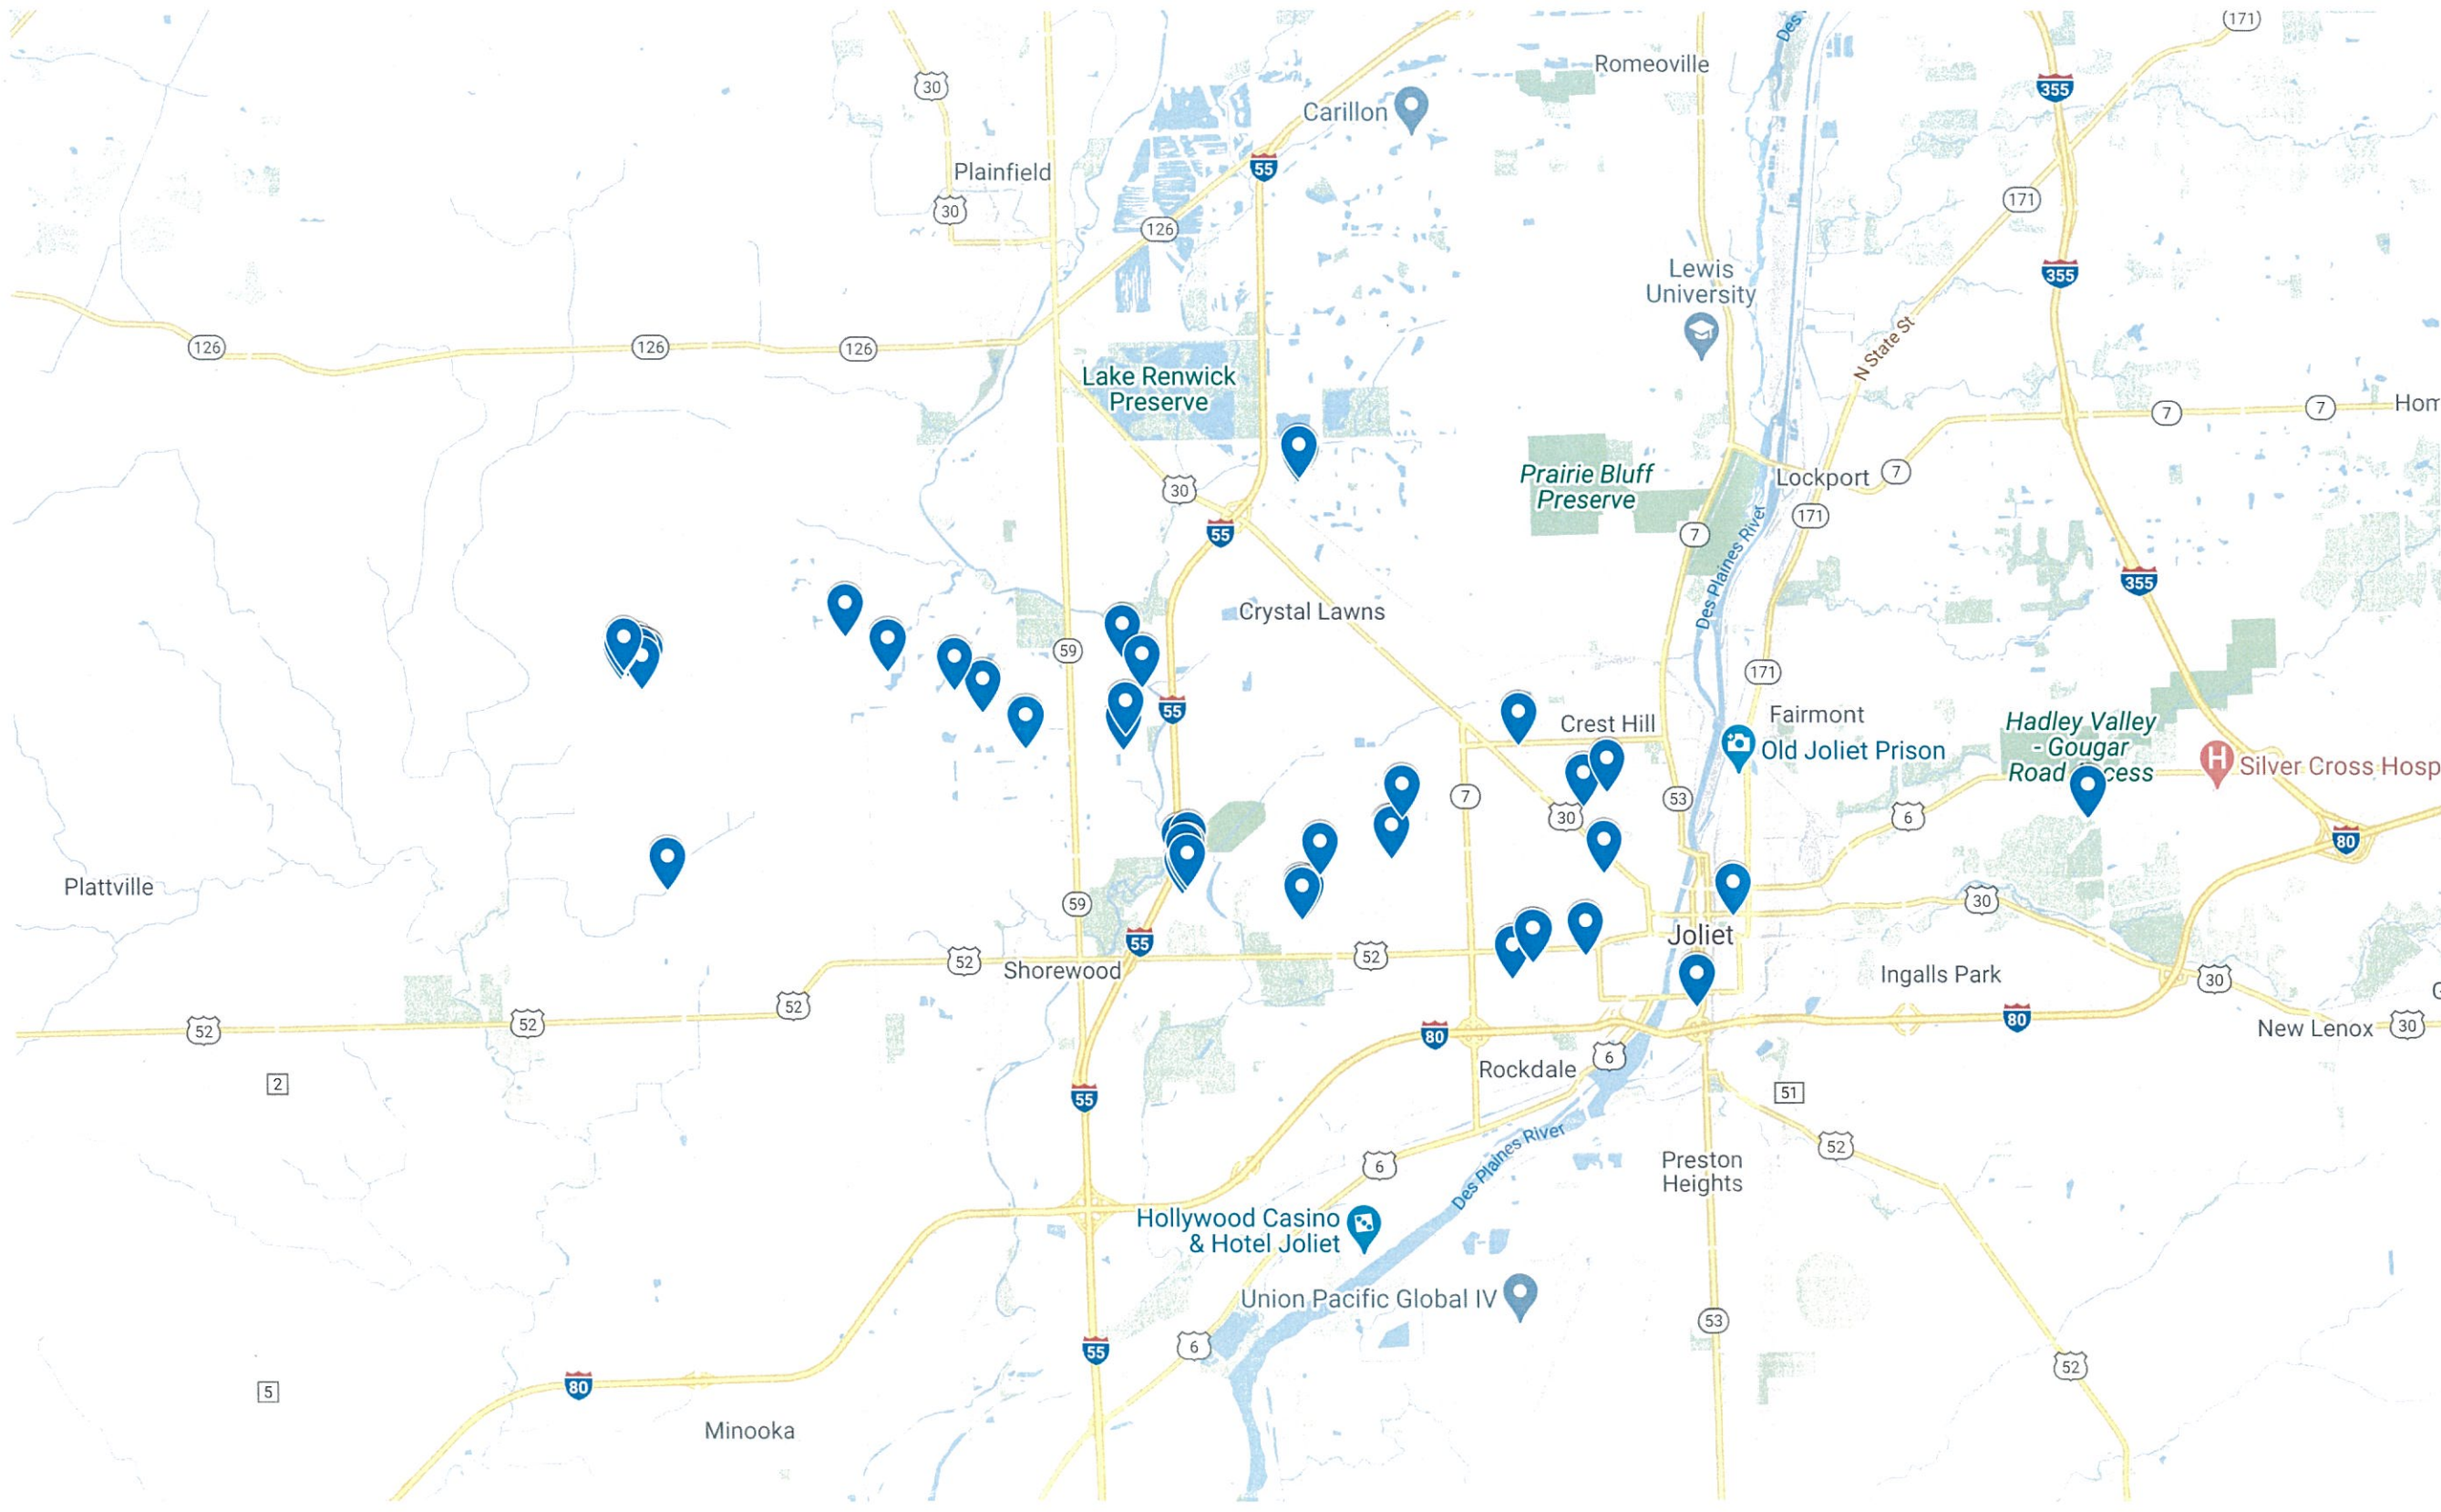 171
Des
Romeoville
30
355
Carillon
55
Plainfield
171
30
126
Lewis
University
355
N State St
126
126
126
Lake Renwick
Preserve
7
7
Hom
Prairie Bluff
Preserve
Lockport
7
30
171
55
7
Des Plaines River
355
Crystal Lawns
59
171
55
Crest Hill
Fairmont
Old Joliet Prison
Hadley Valley
- Gougar
Road Access
Silver Cross Hosp
7
53
30
6
80
Plattville
59
30
55
52
52
Joliet
Shorewood
Ingalls Park
30
52
52
52
80
80
New Lenox
30
6
Rockdale
2
51
55
Des Plaines River
52
6
Preston
Heights
Hollywood Casino
& Hotel Joliet
Union Pacific Global IV
53
6
55
52
80
5
Minooka